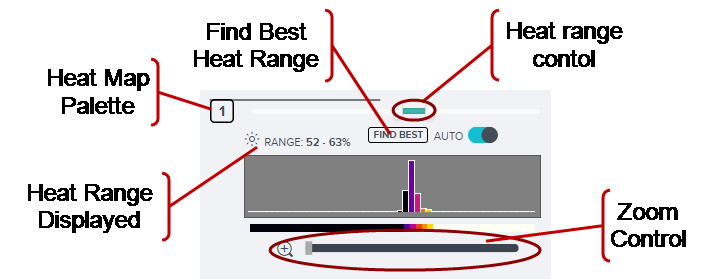 Find Best
Heat Range
Heat range
contol
Heat Map
Palette
1
FIND BEST
AUTO
RANGE: 52 - 63%
Heat Range
Displayed
Zoom
Control